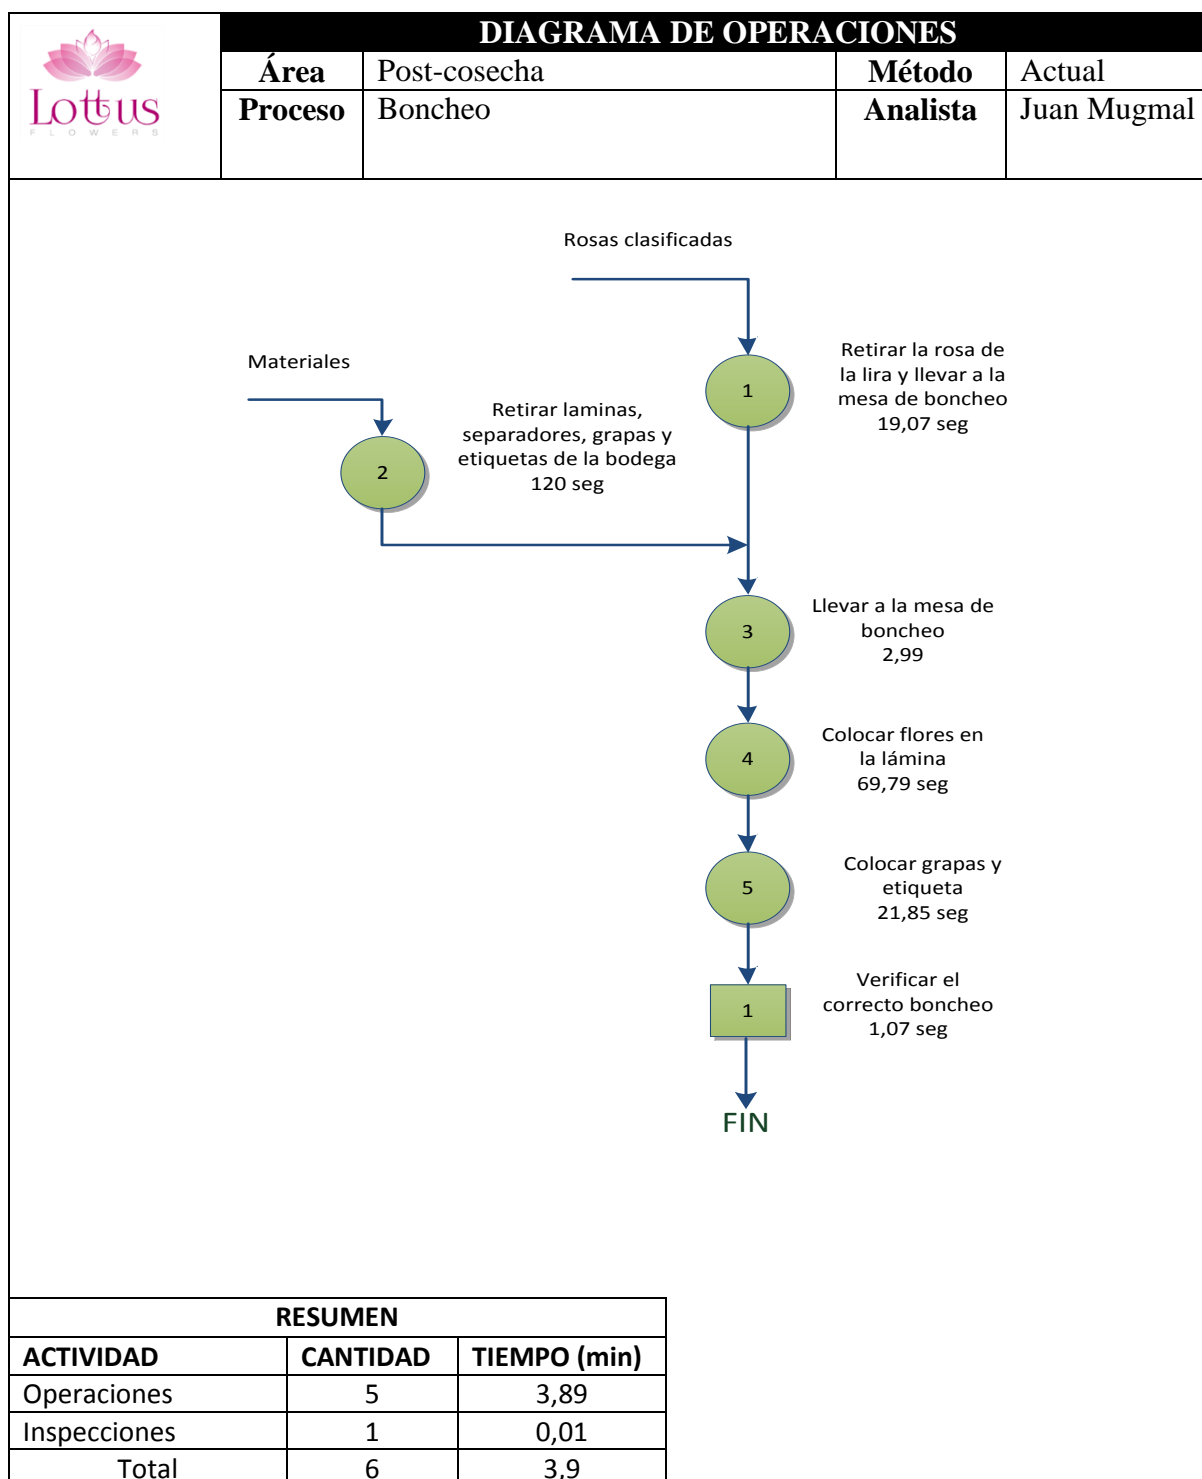 Lottus
FLOWERS
DIAGRAMA DE OPERACIONES
Área Post-cosecha Método Actual
Proceso Boncheo Analista Juan Mugmal
Rosas clasificadas
1
Retirar la rosa de
la lira y llevar a la
mesa de boncheo
19,07 seg
Materiales
2
Retirar laminas,
separadores, grapas y
etiquetas de la bodega
120 seg
3
Llevar a la mesa de
boncheo
2,99
4
Colocar flores en
la lámina
69,79 seg
5
Colocar grapas y
etiqueta
21,85 seg
1
Verificar el
correcto boncheo
1,07 seg
FIN
RESUMEN
ACTIVIDAD CANTIDAD TIEMPO (min)
Operaciones 5 3,89
Inspecciones 1 0,01
Total 6 3,9